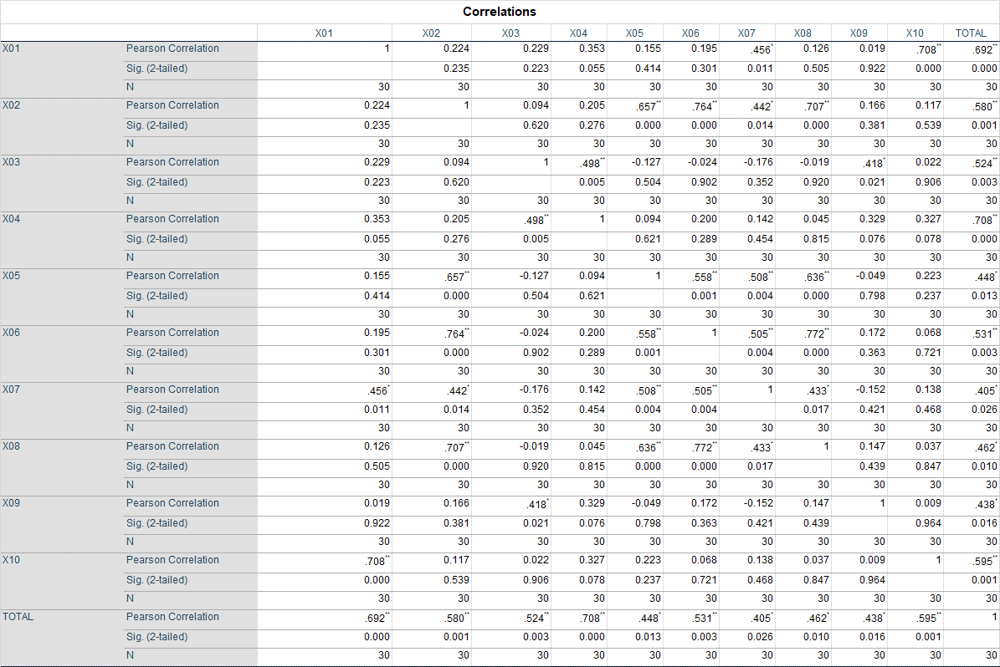 Correlations
X01 X02 X03 X04 X05 X06 X07 X08 X09 X10 TOTAL
X01 Pearson Correlation 1 0.224 0.229 0.353 0.155 0.195 .456* 0.126 0.019 .708** .692**
Sig. (2-tailed) 0.235 0.223 0.055 0.414 0.301 0.011 0.505 0.922 0.000 0.000
N 30 30 30 30 30 30 30 30 30 30 30
X02 Pearson Correlation 0.224 1 0.094 0.205 .657** .764** .442* .707** 0.166 0.117 .580**
Sig. (2-tailed) 0.235 0.620 0.276 0.000 0.000 0.014 0.000 0.381 0.539 0.001
N 30 30 30 30 30 30 30 30 30 30 30
X03 Pearson Correlation 0.229 0.094 1 .498** -0.127 -0.024 -0.176 -0.019 .418* 0.022 .524**
Sig. (2-tailed) 0.223 0.620 0.005 0.504 0.902 0.352 0.920 0.021 0.906 0.003
N 30 30 30 30 30 30 30 30 30 30 30
X04 Pearson Correlation 0.353 0.205 .498** 1 0.094 0.200 0.142 0.045 0.329 0.327 .708**
Sig. (2-tailed) 0.055 0.276 0.005 0.621 0.289 0.454 0.815 0.076 0.078 0.000
N 30 30 30 30 30 30 30 30 30 30 30
X05 Pearson Correlation 0.155 .657** -0.127 0.094 1 .558** .508** .636** -0.049 0.223 .448*
Sig. (2-tailed) 0.414 0.000 0.504 0.621 0.001 0.004 0.000 0.798 0.237 0.013
N 30 30 30 30 30 30 30 30 30 30 30
X06 Pearson Correlation 0.195 .764** -0.024 0.200 .558** 1 .505** .772** 0.172 0.068 .531**
Sig. (2-tailed) 0.301 0.000 0.902 0.289 0.001 0.004 0.000 0.363 0.721 0.003
N 30 30 30 30 30 30 30 30 30 30 30
X07 Pearson Correlation .456* .442* -0.176 0.142 .508** .505** 1 .433* -0.152 0.138 .405*
Sig. (2-tailed) 0.011 0.014 0.352 0.454 0.004 0.004 0.017 0.421 0.468 0.026
N 30 30 30 30 30 30 30 30 30 30 30
X08 Pearson Correlation 0.126 .707** -0.019 0.045 .636** .772** .433* 1 0.147 0.037 .462*
Sig. (2-tailed) 0.505 0.000 0.920 0.815 0.000 0.000 0.017 0.439 0.847 0.010
N 30 30 30 30 30 30 30 30 30 30 30
X09 Pearson Correlation 0.019 0.166 .418* 0.329 -0.049 0.172 -0.152 0.147 1 0.009 .438*
Sig. (2-tailed) 0.922 0.381 0.021 0.076 0.798 0.363 0.421 0.439 0.964 0.016
N 30 30 30 30 30 30 30 30 30 30 30
X10 Pearson Correlation .708** 0.117 0.022 0.327 0.223 0.068 0.138 0.037 0.009 1 .595**
Sig. (2-tailed) 0.000 0.539 0.906 0.078 0.237 0.721 0.468 0.847 0.964 0.001
N 30 30 30 30 30 30 30 30 30 30 30
TOTAL Pearson Correlation .692** .580** .524** .708** .448* .531** .405* .462* .438* .595** 1
Sig. (2-tailed) 0.000 0.001 0.003 0.000 0.013 0.003 0.026 0.010 0.016 0.001
N 30 30 30 30 30 30 30 30 30 30 30